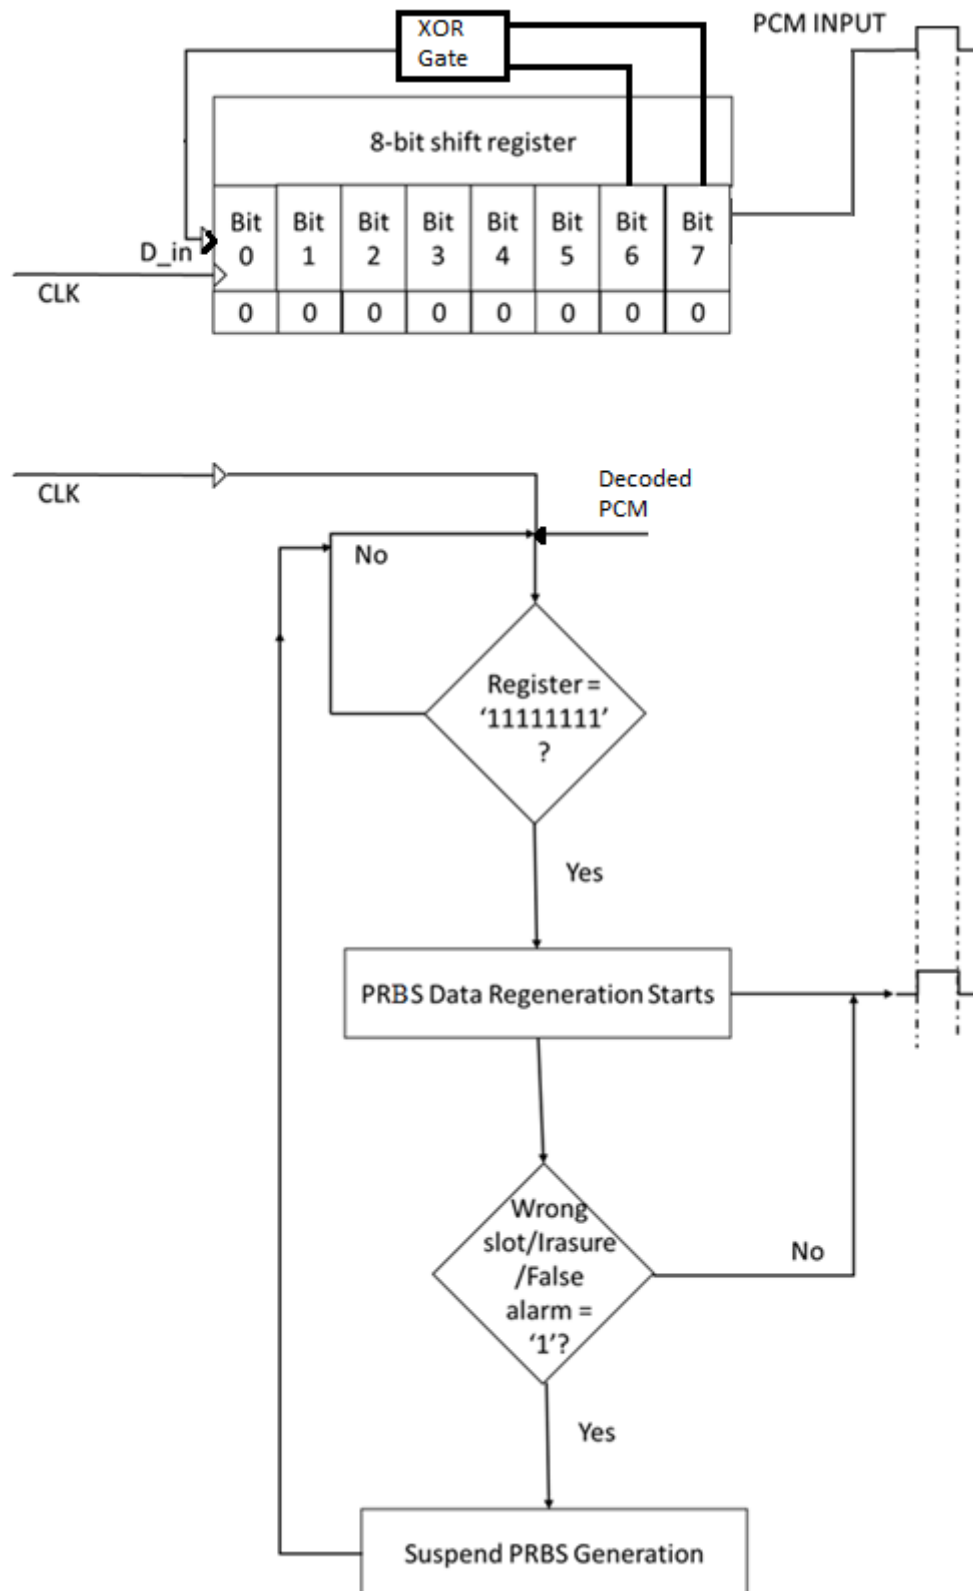 XOR
Gate
PCM INPUT
8-bit shift register
Bit Bit Bit Bit Bit Bit Bit Bit
0 1 2 3 4 5 6 7
D_in
CLK
0 0 0 0 0 0 0 0
CLK
Decoded
PCM
No
Register =
‘11111111’
?
Yes
PRBS Data Regeneration Starts
Wrong
slot/Irasure
/False
alarm =
‘1’?
No
Yes
Suspend PRBS Generation